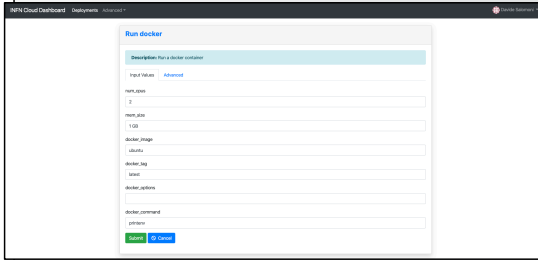 INFN Cloud Dashboard Deployments Advanced Davide Salomoni
Run docker
Description: Run a docker container
Input Values Advanced
num_cpus
2
mem_size
1 GB
docker_image
ubuntu
docker_tag
latest
docker_options
docker_command
printenv
Submit Cancel